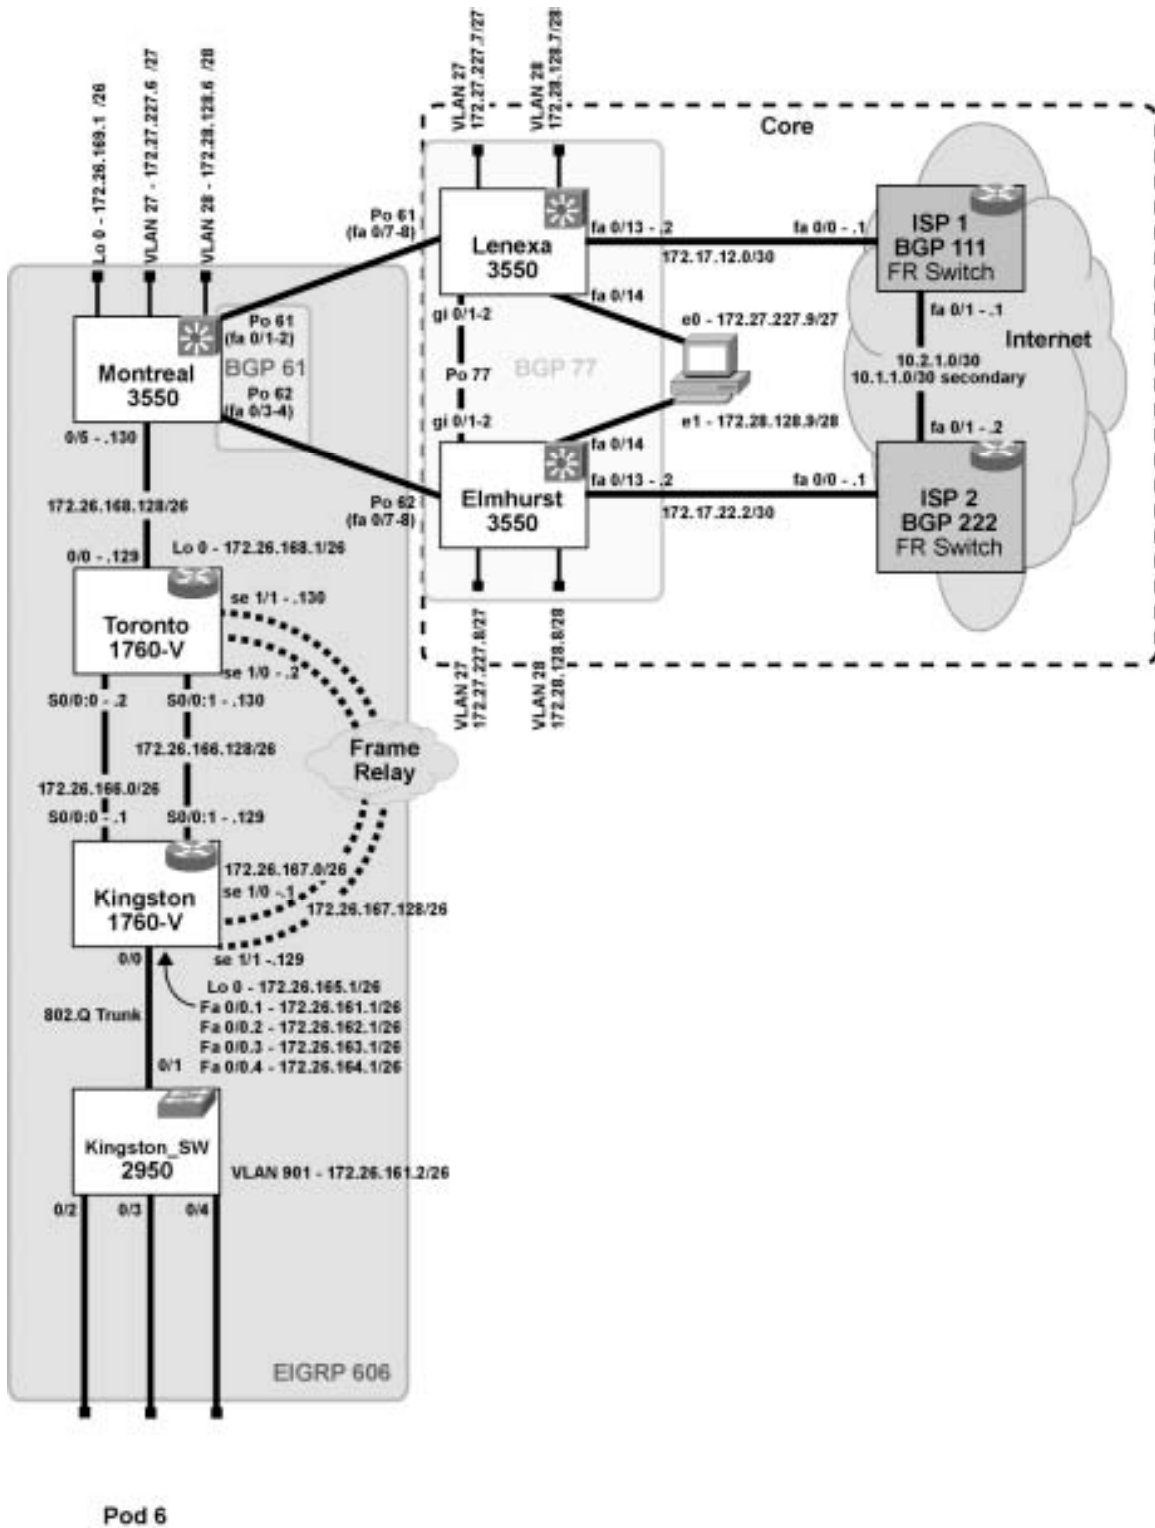 Lo 0 - 172.26.169.1 /26
VLAN 27 - 172.27.227.6 /27
VLAN 28 - 172.28.128.6 /28
VLAN 27
172.27.227.7/27
VLAN 28
172.28.128.7/28
Core
Po 61
(fa 0/7-8)
Lenexa
3550
fa 0/13 - .2
172.17.12.0/30
fa 0/0 - .1
ISP 1
BGP 111
FR Switch
gi 0/1-2
fa 0/14
e0 - 172.27.227.9/27
fa 0/1 - .1
Internet
Po 61
(fa 0/1-2)
BGP 61
Montreal
3550
Po 62
(fa 0/3-4)
0/5 - .130
Po 77
BGP 77
10.2.1.0/30
10.1.1.0/30 secondary
gi 0/1-2
e1 - 172.28.128.9/28
fa 0/1 - .2
fa 0/14
Po 62
(fa 0/7-8)
Elmhurst
3550
fa 0/13 - .2
172.17.22.2/30
fa 0/0 - .1
ISP 2
BGP 222
FR Switch
172.26.168.128/26
0/0 - .129
Lo 0 - 172.26.168.1/26
Toronto
1760-V
se 1/1 - .130
se 1/0 - .2
VLAN 27
172.27.227.8/27
VLAN 28
172.28.128.8/28
S0/0:0 - .2
S0/0:1 - .130
172.26.166.128/26
Frame
Relay
172.26.166.0/26
S0/0:0 - .1
S0/0:1 - .129
Kingston
1760-V
172.26.167.0/26
se 1/0 - .1
172.26.167.128/26
0/0
se 1/1 - .129
Lo 0 - 172.26.165.1/26
Fa 0/0.1 - 172.26.161.1/26
Fa 0/0.2 - 172.26.162.1/26
Fa 0/0.3 - 172.26.163.1/26
Fa 0/0.4 - 172.26.164.1/26
802.Q Trunk
0/1
Kingston_SW
2950
VLAN 901 - 172.26.161.2/26
0/2
0/3
0/4
EIGRP 606
Pod 6